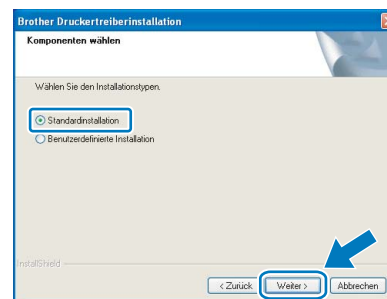 Brother Druckertreiberinstallation
Komponenten wählen
Wählen Sie den Installationstypen.
Standardinstallation
Benutzerdefinierte Installation
InstallShield
< Zurück Weiter > Abbrechen